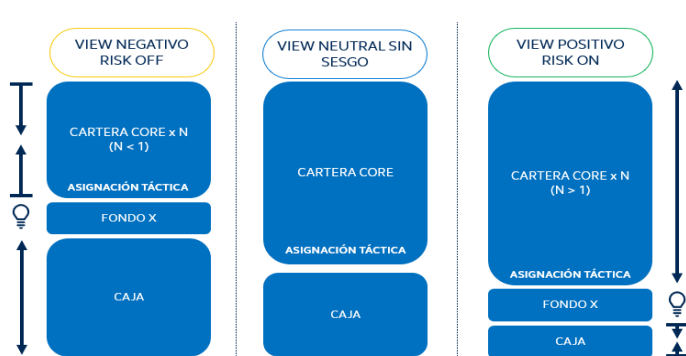 VIEW NEGATIVO
RISK OFF
CARTERA CORE x N
(N < 1)
ASIGNACIÓN TÁCTICA
FONDO X
CAJA
VIEW NEUTRAL SIN
SESGO
CARTERA CORE
ASIGNACIÓN TÁCTICA
CAJA
VIEW POSITIVO
RISK ON
CARTERA CORE x N
(N > 1)
ASIGNACIÓN TÁCTICA
FONDO X
CAJA